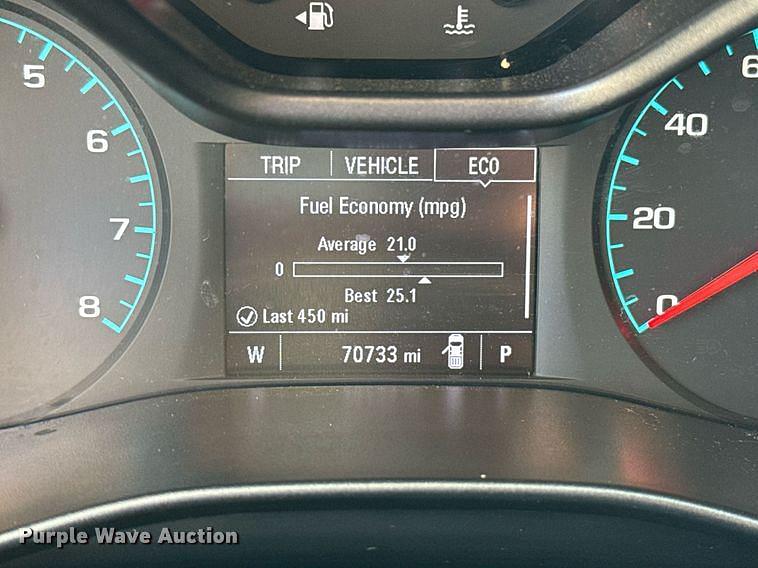 5
6
7
8
TRIP VEHICLE ECO
Fuel Economy (mpg)
Average 21.0
0
Best 25.1
Last 450 mi
W 70733 mi P
6
40
20
0
Purple Wave Auction